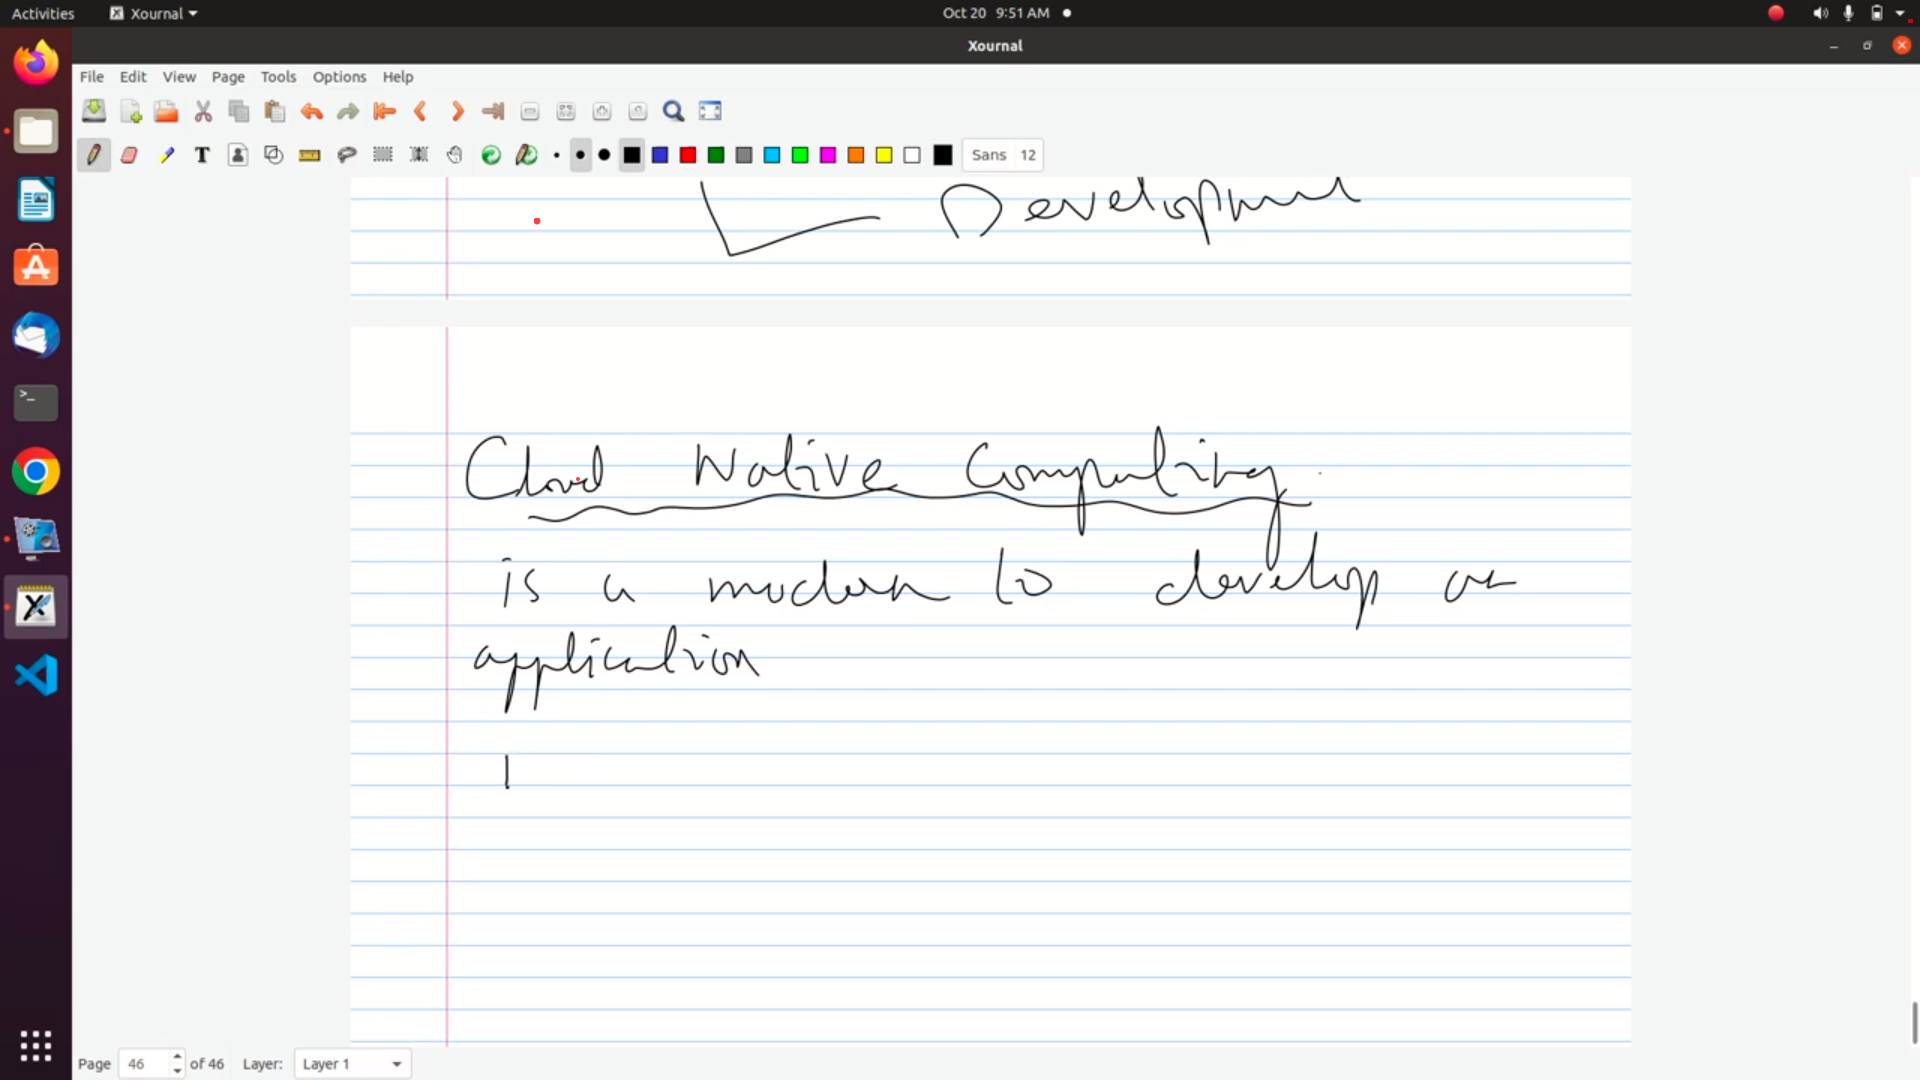 Activities Xournal Oct 20 9:51 AM
Xournal
File Edit View Page Tools Options Help
Sans 12
Development
Cloud Native Computing
is a modern to develop an
application
Page 46 of 46 Layer: Layer 1